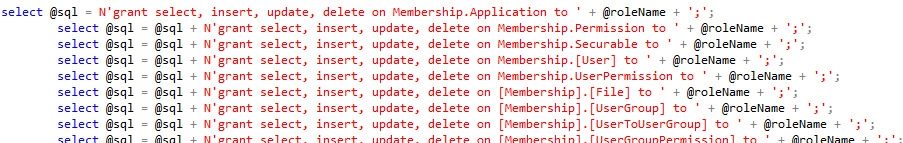 select @sql = N'grant select, insert, update, delete on Membership.Application to ' + @roleName + ';';
select @sql = @sql + N'grant select, insert, update, delete on Membership.Permission to ' + @roleName + ';';
select @sql = @sql + N'grant select, insert, update, delete on Membership.Securable to ' + @roleName + ';';
select @sql = @sql + N'grant select, insert, update, delete on Membership.[User] to ' + @roleName + ';';
select @sql = @sql + N'grant select, insert, update, delete on Membership.UserPermission to ' + @roleName + ';';
select @sql = @sql + N'grant select, insert, update, delete on [Membership].[File] to ' + @roleName + ';';
select @sql = @sql + N'grant select, insert, update, delete on [Membership].[UserGroup] to ' + @roleName + ';';
select @sql = @sql + N'grant select, insert, update, delete on [Membership].[UserToUserGroup] to ' + @roleName + ';';
select @sql = @sql + N'grant select, insert, update, delete on [Membership].[UserGroupPermission] to ' + @roleName + ';';